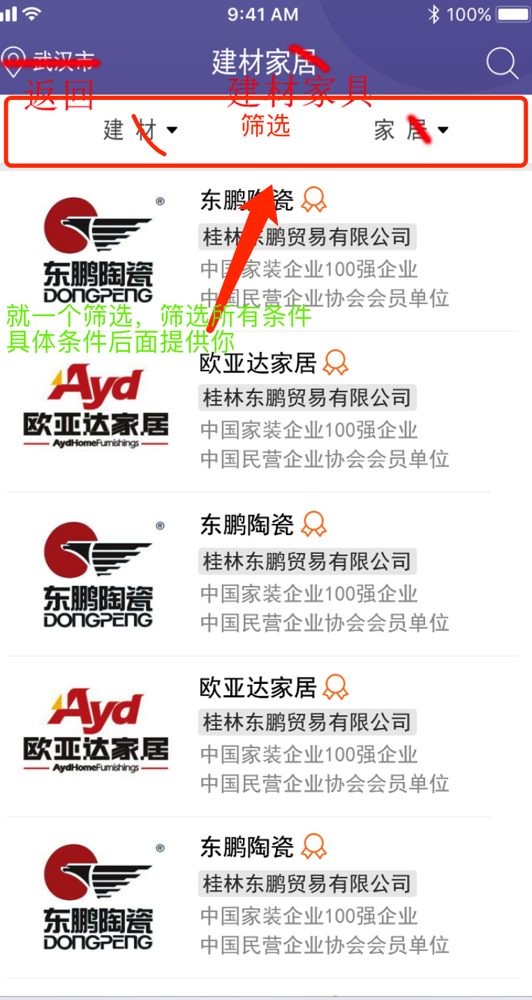 9:41 AM 100%
武汉市 建材家居
返回 建材家具
建材 筛选 家居
东鹏陶瓷
桂林东鹏贸易有限公司
中国家装企业100强企业
中国民营企业协会会员单位
®
东鹏陶瓷
DONGPENG
就一个筛选，筛选所有条件
具体条件后面提供你
欧亚达家居
桂林东鹏贸易有限公司
中国家装企业100强企业
中国民营企业协会会员单位
Ayd
欧亚达家居
AydHomeFurnishings
东鹏陶瓷
桂林东鹏贸易有限公司
中国家装企业100强企业
中国民营企业协会会员单位
®
东鹏陶瓷
DONGPENG
欧亚达家居
桂林东鹏贸易有限公司
中国家装企业100强企业
中国民营企业协会会员单位
Ayd
欧亚达家居
AydHomeFurnishings
东鹏陶瓷
桂林东鹏贸易有限公司
中国家装企业100强企业
中国民营企业协会会员单位
®
东鹏陶瓷
DONGPENG